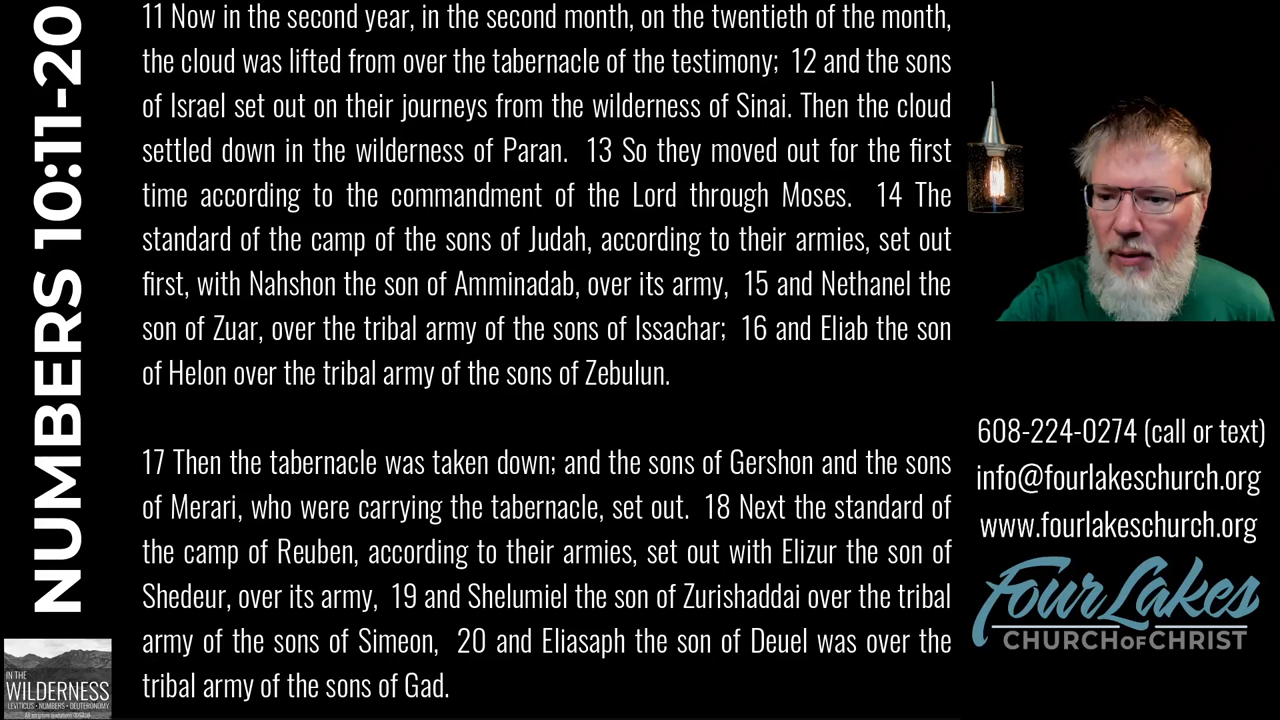 NUMBERS 10:11-20
11 Now in the second year, in the second month, on the twentieth of the month,
the cloud was lifted from over the tabernacle of the testimony; 12 and the sons
of Israel set out on their journeys from the wilderness of Sinai. Then the cloud
settled down in the wilderness of Paran. 13 So they moved out for the first
time according to the commandment of the Lord through Moses. 14 The
standard of the camp of the sons of Judah, according to their armies, set out
first, with Nahshon the son of Amminadab, over its army, 15 and Nethanel the
son of Zuar, over the tribal army of the sons of Issachar; 16 and Eliab the son
of Helon over the tribal army of the sons of Zebulun.
17 Then the tabernacle was taken down; and the sons of Gershon and the sons
of Merari, who were carrying the tabernacle, set out. 18 Next the standard of
the camp of Reuben, according to their armies, set out with Elizur the son of
Shedeur, over its army, 19 and Shelumiel the son of Zurishaddai over the tribal
army of the sons of Simeon, 20 and Eliasaph the son of Deuel was over the
tribal army of the sons of Gad.
608-224-0274 (call or text)
info@fourlakeschurch.org
www.fourlakeschurch.org
Four Lakes
CHURCH OF CHRIST
IN THE
WILDERNESS
LEVITICUS • NUMBERS • DEUTERONOMY